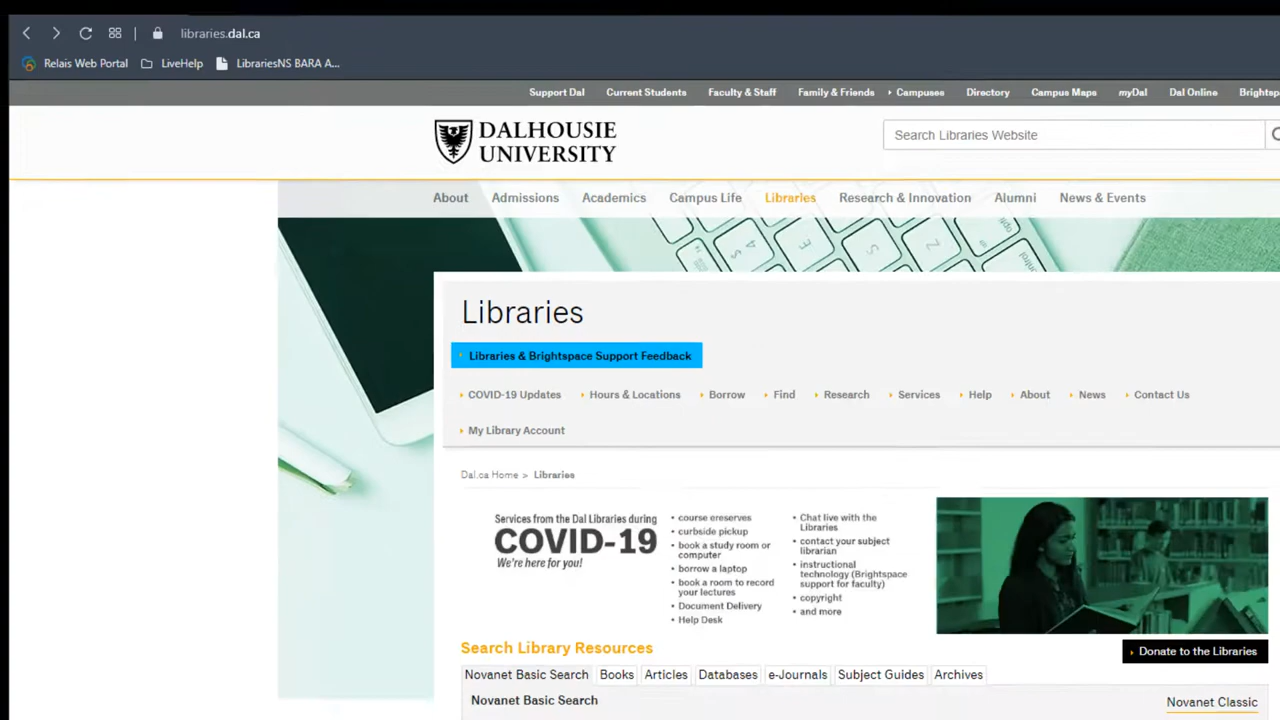 libraries.dal.ca
Relais Web Portal LiveHelp LibrariesNS BARA A...
Support Dal Current Students Faculty & Staff Family & Friends Campuses Directory Campus Maps myDal Dal Online Brightsp
DALHOUSIE
UNIVERSITY
Search Libraries Website
About Admissions Academics Campus Life Libraries Research & Innovation Alumni News & Events
Libraries
Libraries & Brightspace Support Feedback
COVID-19 Updates Hours & Locations Borrow Find Research Services Help About News Contact Us
My Library Account
Dal.ca Home > Libraries
Services from the Dal Libraries during
COVID-19
We're here for you!
• course ereserves
• curbside pickup
• book a study room or
computer
• borrow a laptop
• book a room to record
your lectures
• Document Delivery
• Help Desk
• Chat live with the
Libraries
• contact your subject
librarian
• instructional
technology (Brightspace
support for faculty)
• copyright
• and more
Donate to the Libraries
Search Library Resources
Novanet Basic Search Books Articles Databases e-Journals Subject Guides Archives
Novanet Basic Search
Novanet Classic